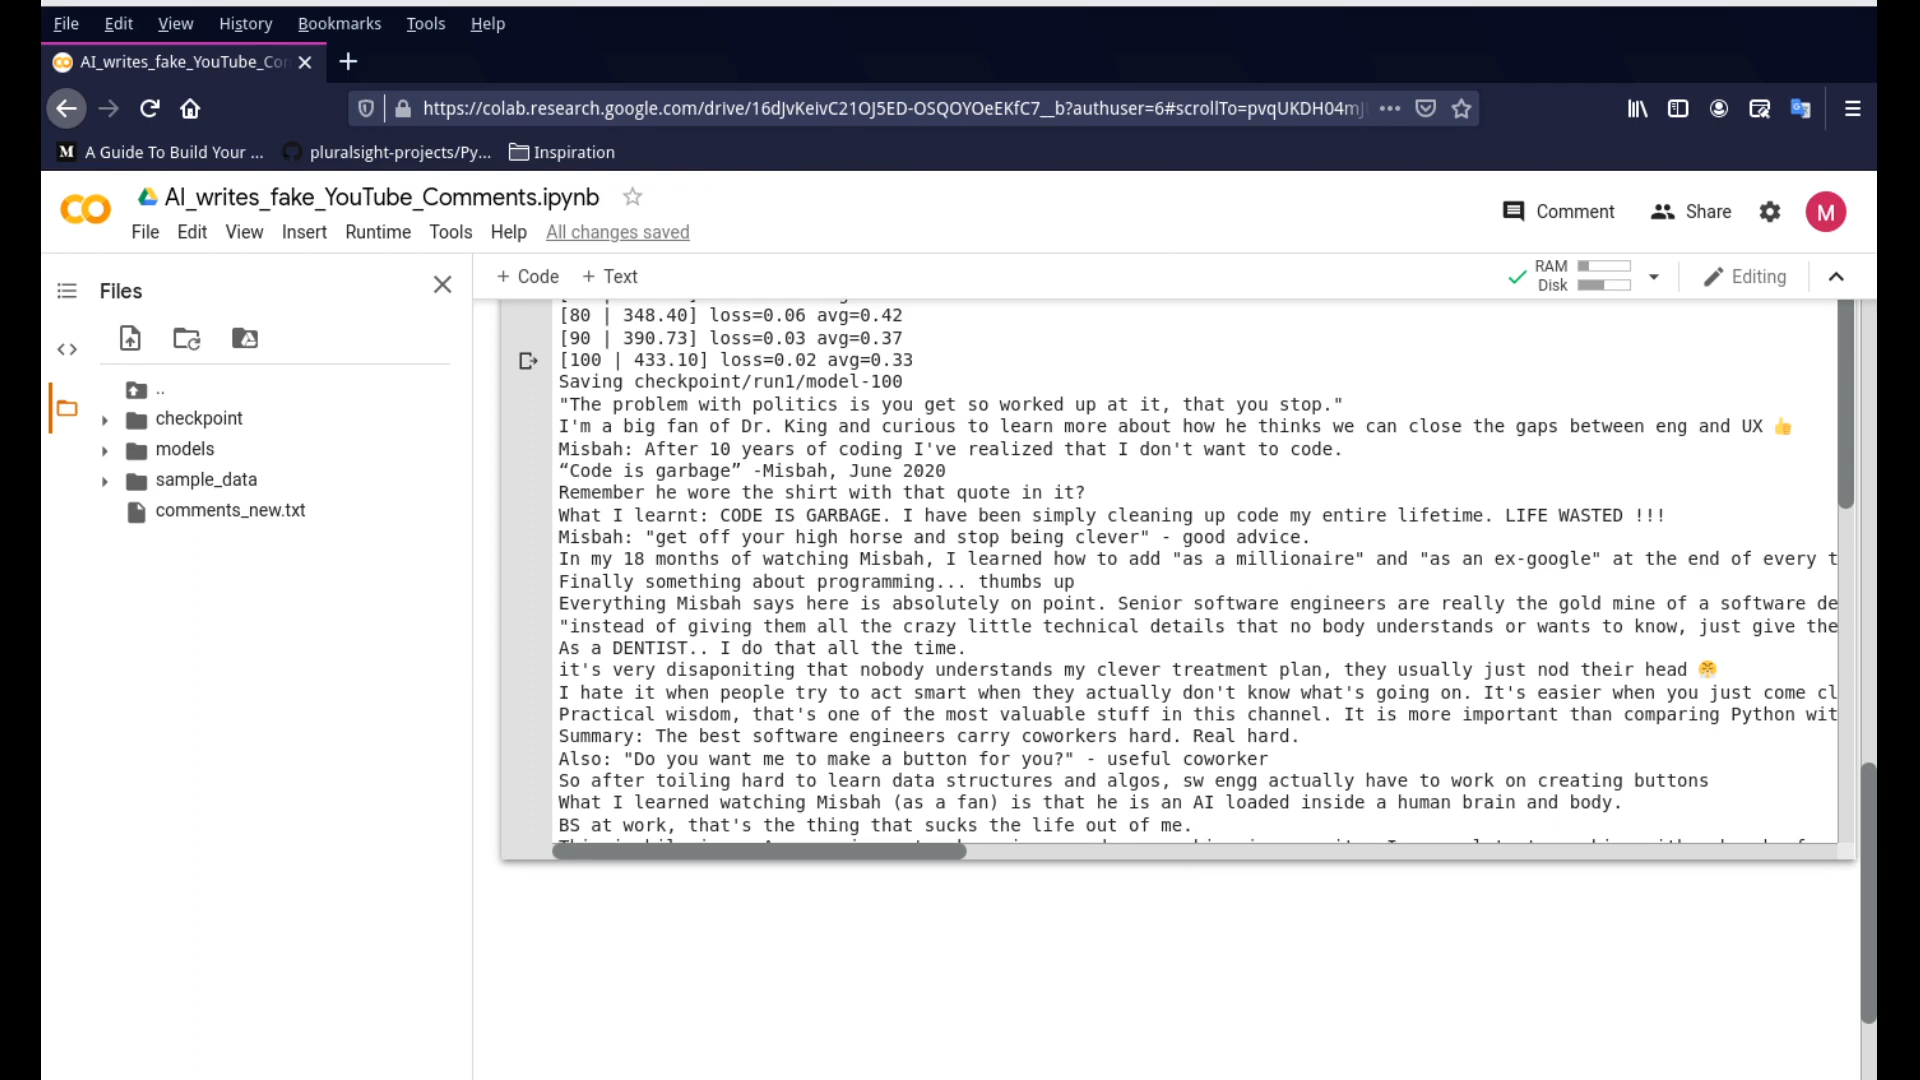 File Edit View History Bookmarks Tools Help
AI_writes_fake_YouTube_Co
https://colab.research.google.com/drive/16dJvKeivC21OJ5ED-OSQOYOeEKfC7__b?authuser=6#scrollTo=pvqUKDH04m
M A Guide To Build Your ... pluralsight-projects/Py... Inspiration
CO AI_writes_fake_YouTube_Comments.ipynb
Comment Share M
File Edit View Insert Runtime Tools Help All changes saved
Files
+ Code + Text
RAM
Disk
Editing
..
checkpoint
models
sample_data
comments_new.txt
[80 | 348.40] loss=0.06 avg=0.42
[90 | 390.73] loss=0.03 avg=0.37
[100 | 433.10] loss=0.02 avg=0.33
Saving checkpoint/run1/model-100
"The problem with politics is you get so worked up at it, that you stop."
I'm a big fan of Dr. King and curious to learn more about how he thinks we can close the gaps between eng and UX 👍
Misbah: After 10 years of coding I've realized that I don't want to code.
“Code is garbage” -Misbah, June 2020
Remember he wore the shirt with that quote in it?
What I learnt: CODE IS GARBAGE. I have been simply cleaning up code my entire lifetime. LIFE WASTED !!!
Misbah: "get off your high horse and stop being clever" - good advice.
In my 18 months of watching Misbah, I learned how to add "as a millionaire" and "as an ex-google" at the end of every t
Finally something about programming... thumbs up
Everything Misbah says here is absolutely on point. Senior software engineers are really the gold mine of a software de
"instead of giving them all the crazy little technical details that no body understands or wants to know, just give the
As a DENTIST.. I do that all the time.
it's very disaponiting that nobody understands my clever treatment plan, they usually just nod their head 😤
I hate it when people try to act smart when they actually don't know what's going on. It's easier when you just come cl
Practical wisdom, that's one of the most valuable stuff in this channel. It is more important than comparing Python wit
Summary: The best software engineers carry coworkers hard. Real hard.
Also: "Do you want me to make a button for you?" - useful coworker
So after toiling hard to learn data structures and algos, sw engg actually have to work on creating buttons
What I learned watching Misbah (as a fan) is that he is an AI loaded inside a human brain and body.
BS at work, that's the thing that sucks the life out of me.